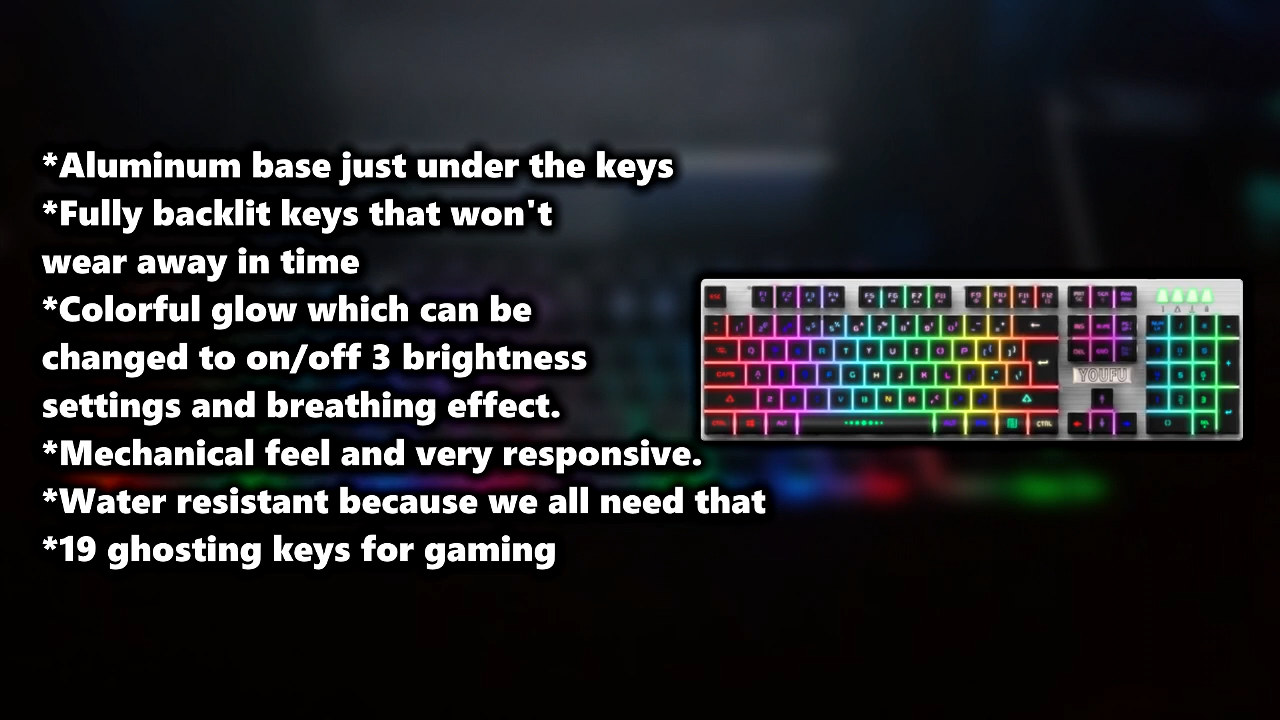 *Aluminum base just under the keys
*Fully backlit keys that won't
wear away in time
*Colorful glow which can be
changed to on/off 3 brightness
settings and breathing effect.
*Mechanical feel and very responsive.
*Water resistant because we all need that
*19 ghosting keys for gaming
YOUFU